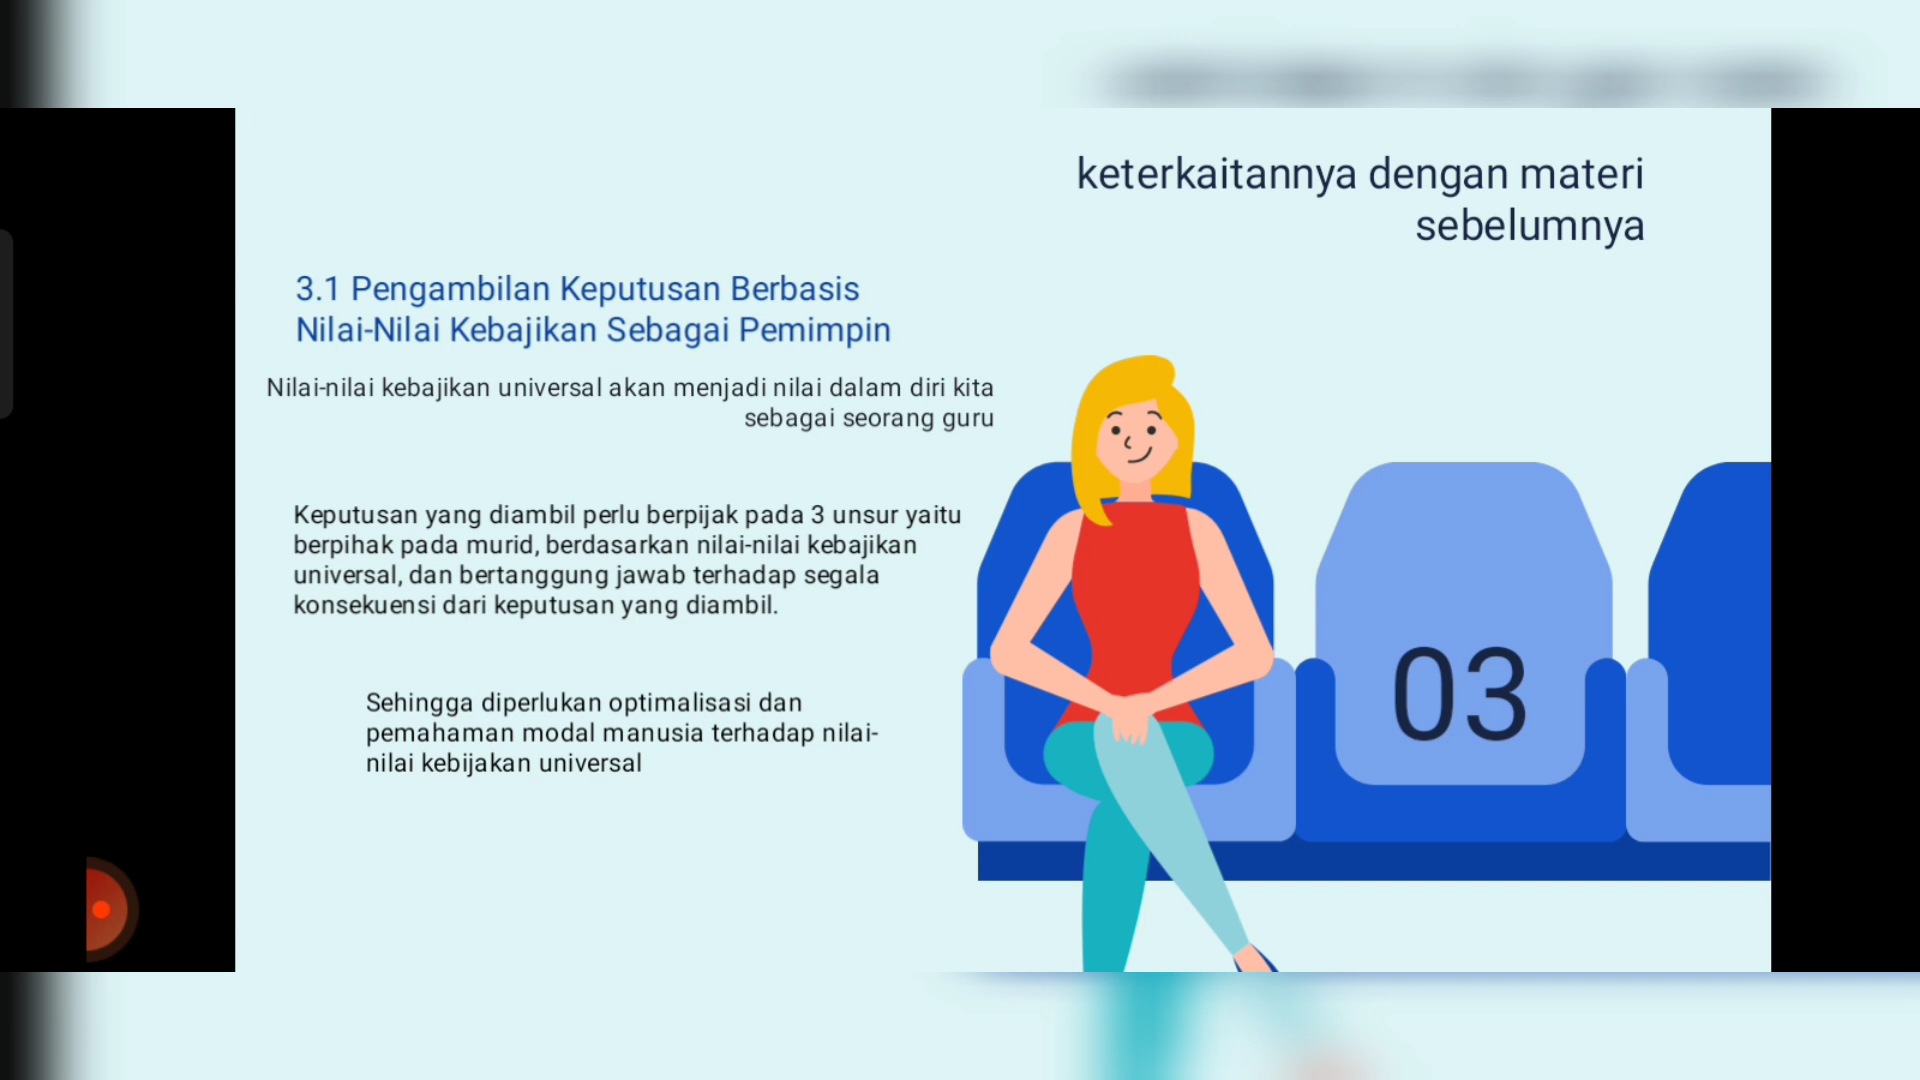 keterkaitannya dengan materi
sebelumnya
3.1 Pengambilan Keputusan Berbasis
Nilai-Nilai Kebajikan Sebagai Pemimpin
Nilai-nilai kebajikan universal akan menjadi nilai dalam diri kita
sebagai seorang guru
Keputusan yang diambil perlu berpijak pada 3 unsur yaitu
berpihak pada murid, berdasarkan nilai-nilai kebajikan
universal, dan bertanggung jawab terhadap segala
konsekuensi dari keputusan yang diambil.
Sehingga diperlukan optimalisasi dan
pemahaman modal manusia terhadap nilai-
nilai kebijakan universal
03